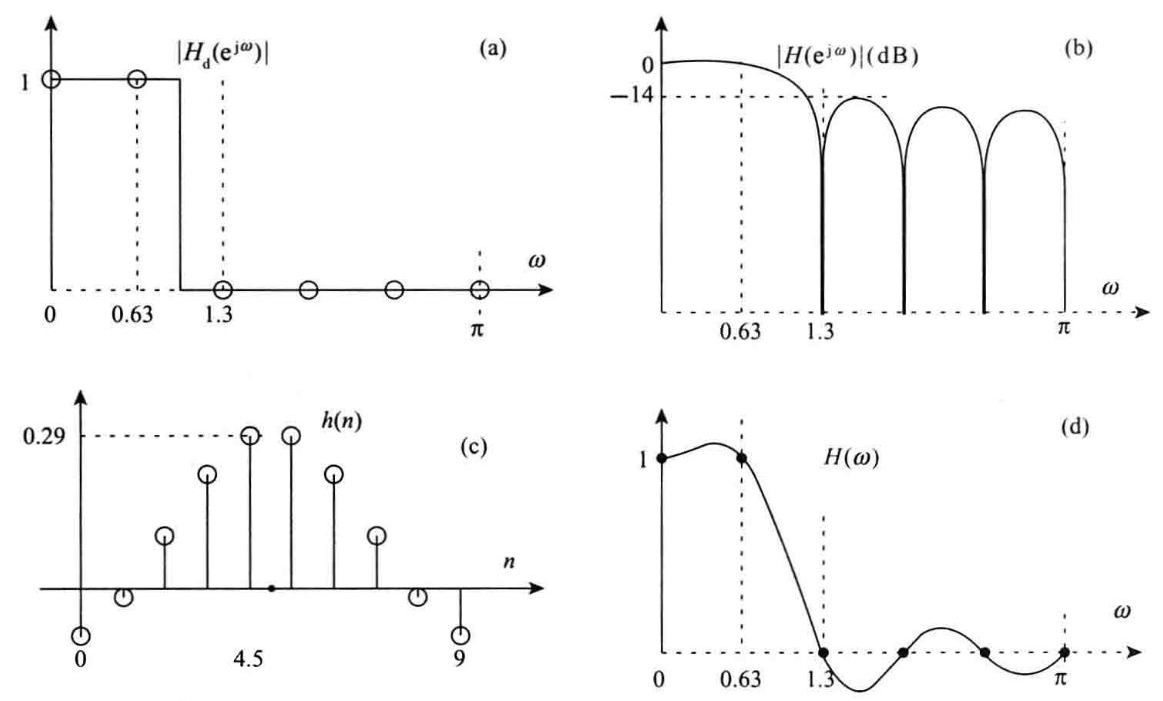 |H_d(e^{jω})|
(a)
1
ω
0 0.63 1.3 π
|H(e^{jω})|(dB)
(b)
0
−14
ω
0.63 1.3 π
0.29
h(n)
(c)
n
0 4.5 9
(d)
1
H(ω)
ω
0 0.63 1.3 π